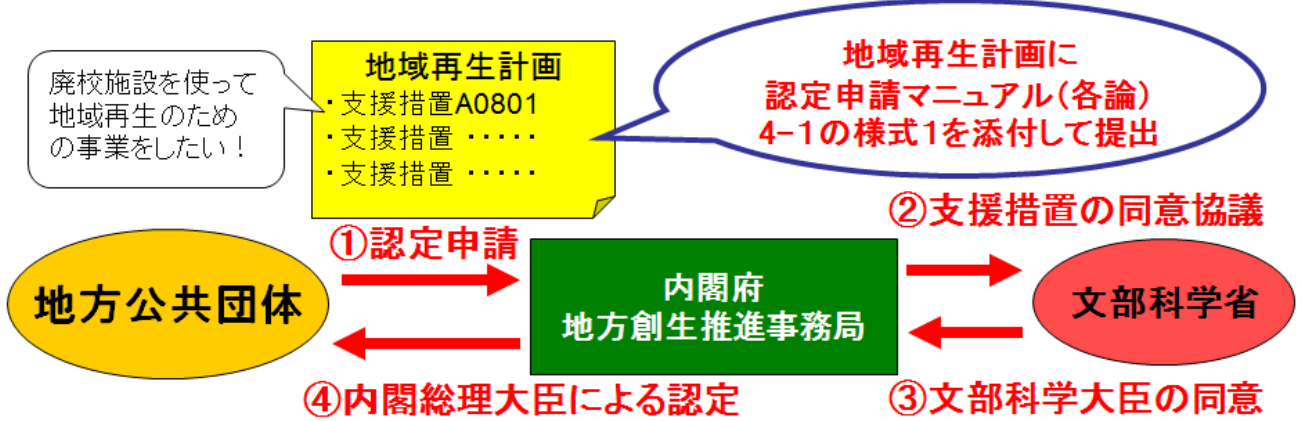 廃校施設を使って
地域再生のため
の事業をしたい！
地域再生計画
・支援措置A0801
・支援措置 ・・・・・
・支援措置 ・・・・・
地域再生計画に
認定申請マニュアル（各論）
4-1の様式1を添付して提出
②支援措置の同意協議
①認定申請
地方公共団体
内閣府
地方創生推進事務局
文部科学省
④内閣総理大臣による認定
③文部科学大臣の同意